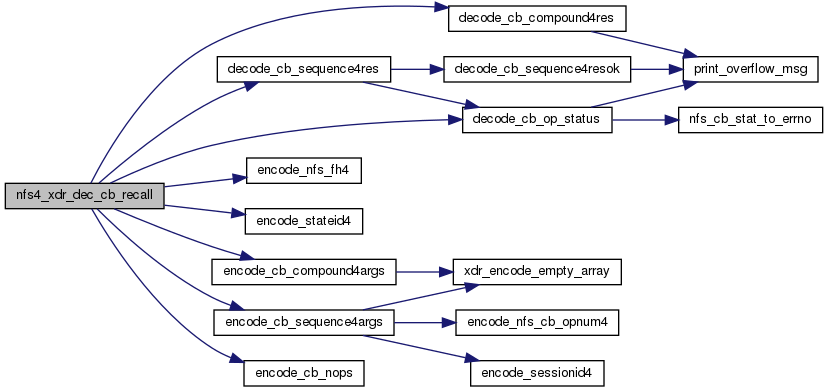 decode_cb_compound4res
decode_cb_sequence4res
decode_cb_sequence4resok
print_overflow_msg
decode_cb_op_status
nfs_cb_stat_to_errno
encode_nfs_fh4
nfs4_xdr_dec_cb_recall
encode_stateid4
encode_cb_compound4args
xdr_encode_empty_array
encode_cb_sequence4args
encode_nfs_cb_opnum4
encode_cb_nops
encode_sessionid4